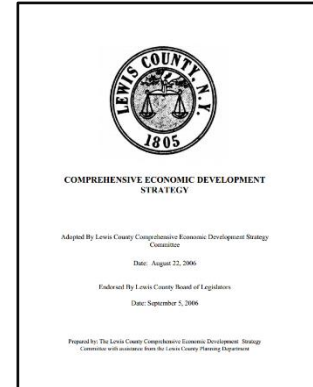 LEWIS COUNTY, N.Y.
1805
COMPREHENSIVE ECONOMIC DEVELOPMENT
STRATEGY
Adopted By Lewis County Comprehensive Economic Development Strategy
Committee
Date: August 22, 2006
Endorsed By Lewis County Board of Legislators
Date: September 5, 2006
Prepared by: The Lewis County Comprehensive Economic Development Strategy
Committee with assistance from the Lewis County Planning Department